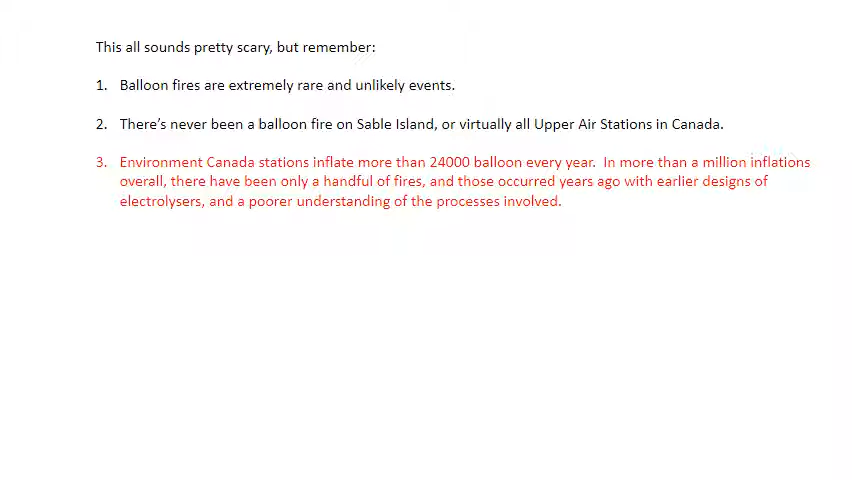 This all sounds pretty scary, but remember:
1. Balloon fires are extremely rare and unlikely events.
2. There's never been a balloon fire on Sable Island, or virtually all Upper Air Stations in Canada.
3. Environment Canada stations inflate more than 24000 balloon every year. In more than a million inflations
overall, there have been only a handful of fires, and those occurred years ago with earlier designs of
electrolysers, and a poorer understanding of the processes involved.